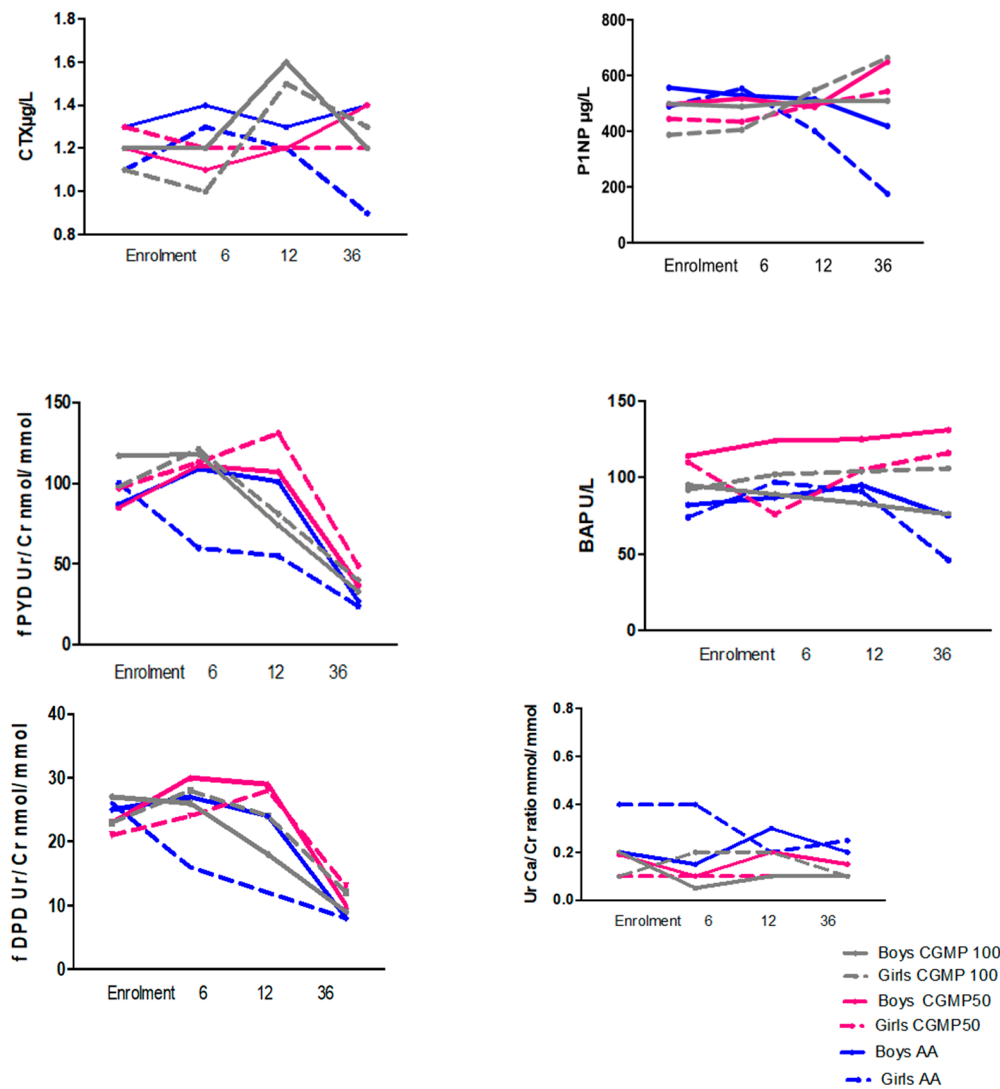 CTXµg/L
1.8
1.6
1.4
1.2
1.0
0.8
Enrolment 6 12 36
P1NP µg/L
800
600
400
200
0
Enrolment 6 12 36
f PYD Ur/ Cr nmol/ mmol
150
100
50
0
Enrolment 6 12 36
BAP U/L
150
100
50
0
Enrolment 6 12 36
f DPD Ur/ Cr nmol/ mmol
40
30
20
10
0
Enrolment 6 12 36
Ur Ca/Cr ratio mmol/mmol
0.8
0.6
0.4
0.2
0.0
Enrolment 6 12 36
Boys CGMP 100
Girls CGMP 100
Boys CGMP50
Girls CGMP50
Boys AA
Girls AA